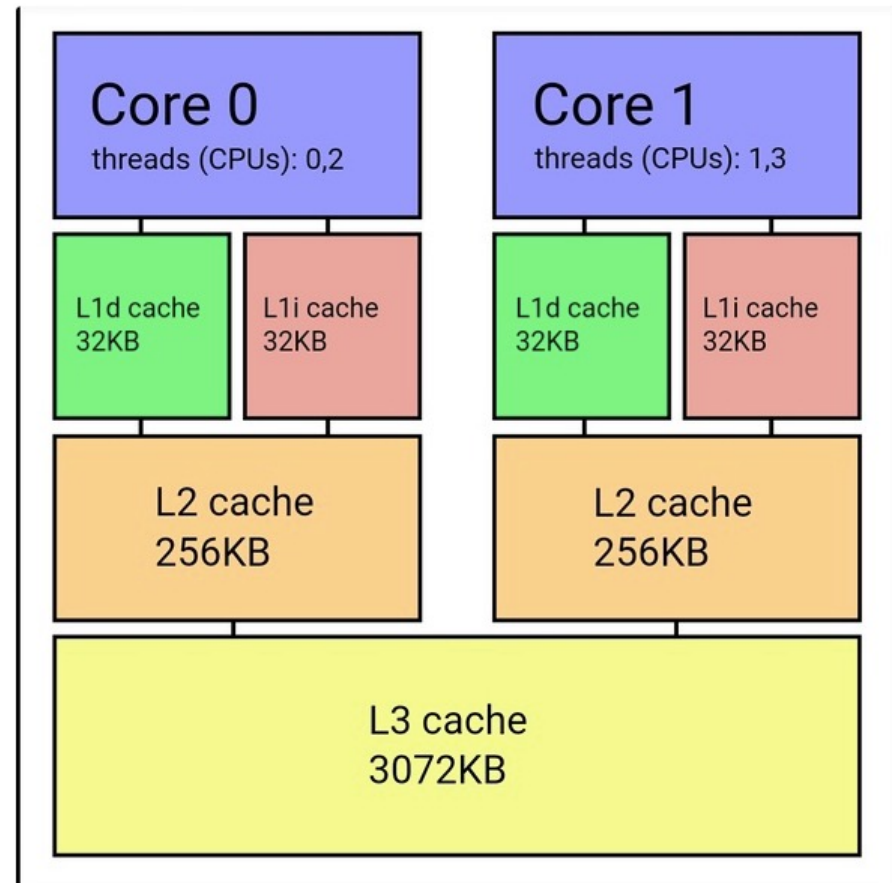 Core 0
threads (CPUs): 0,2
Core 1
threads (CPUs): 1,3
L1d cache
32KB
L1i cache
32KB
L1d cache
32KB
L1i cache
32KB
L2 cache
256KB
L2 cache
256KB
L3 cache
3072KB